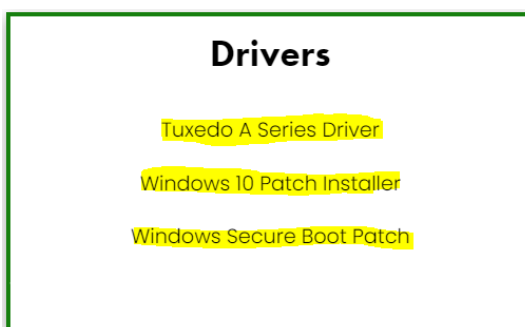 Drivers
Tuxedo A Series Driver
Windows 10 Patch Installer
Windows Secure Boot Patch